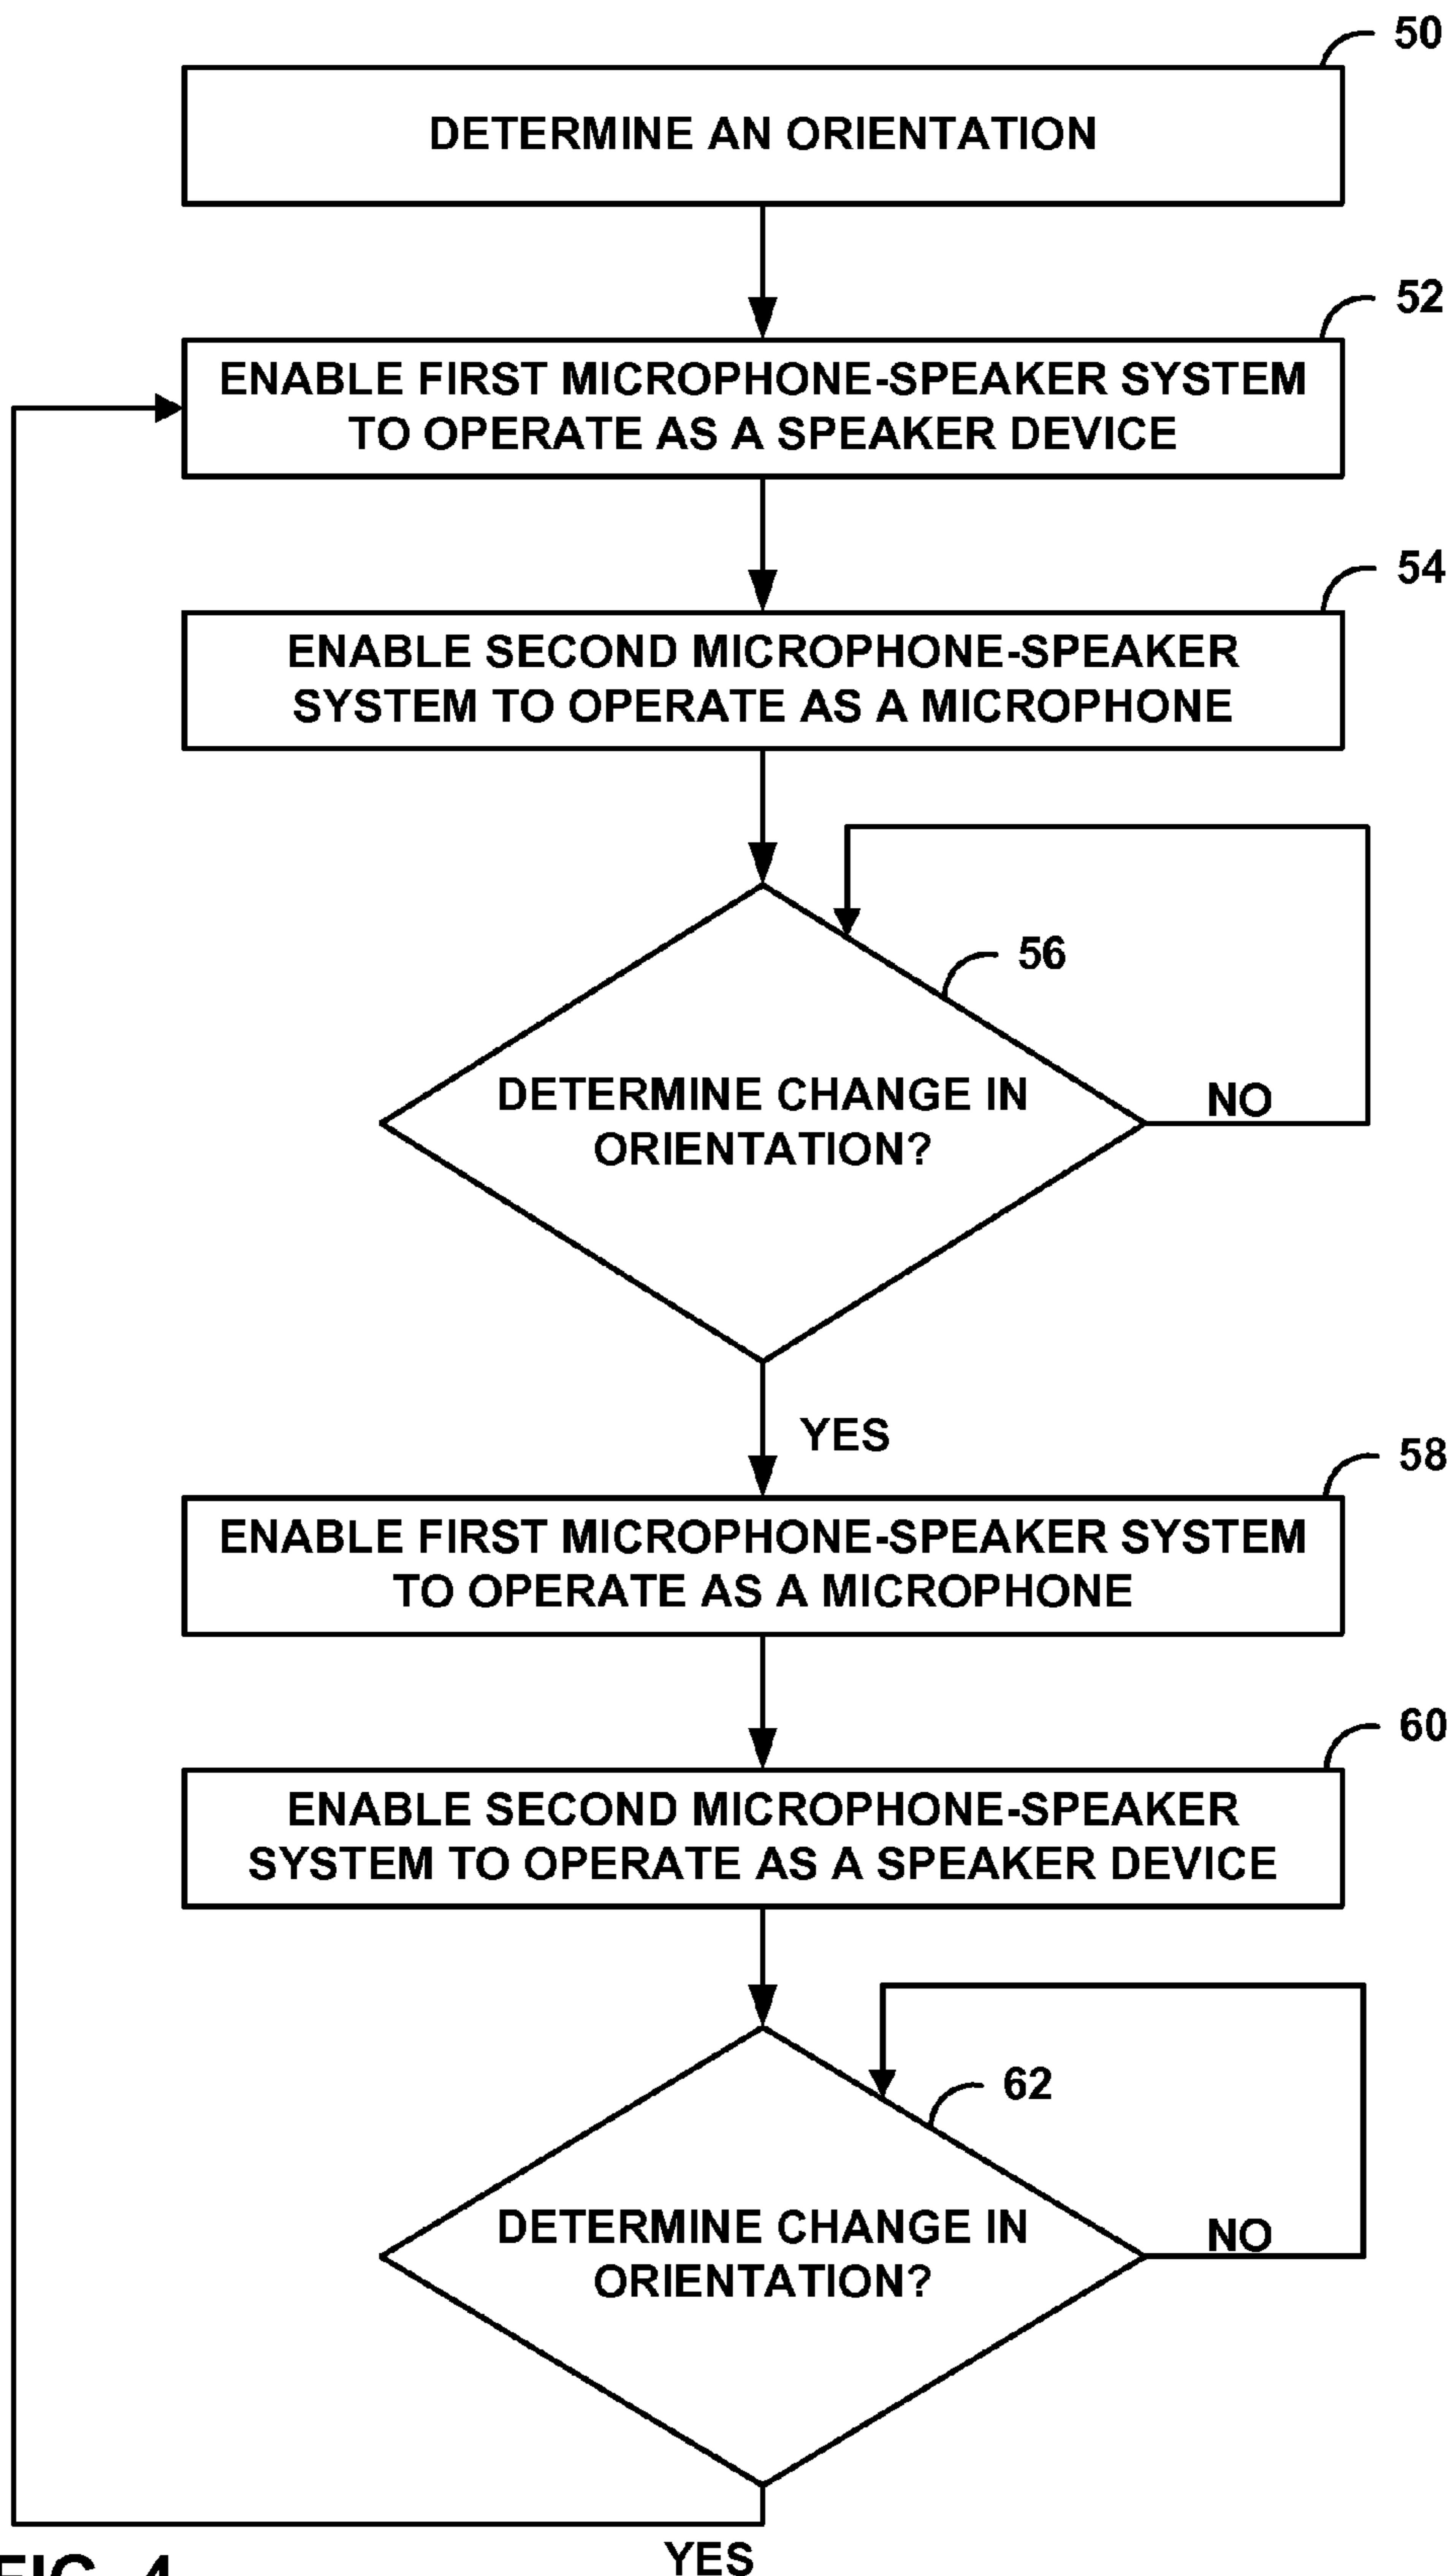 50
DETERMINE AN ORIENTATION
52
ENABLE FIRST MICROPHONE-SPEAKER SYSTEM
TO OPERATE AS A SPEAKER DEVICE
54
ENABLE SECOND MICROPHONE-SPEAKER
SYSTEM TO OPERATE AS A MICROPHONE
56
DETERMINE CHANGE IN
ORIENTATION?
NO
YES
58
ENABLE FIRST MICROPHONE-SPEAKER SYSTEM
TO OPERATE AS A MICROPHONE
60
ENABLE SECOND MICROPHONE-SPEAKER
SYSTEM TO OPERATE AS A SPEAKER DEVICE
62
DETERMINE CHANGE IN
ORIENTATION?
NO
YES
FIG. 4